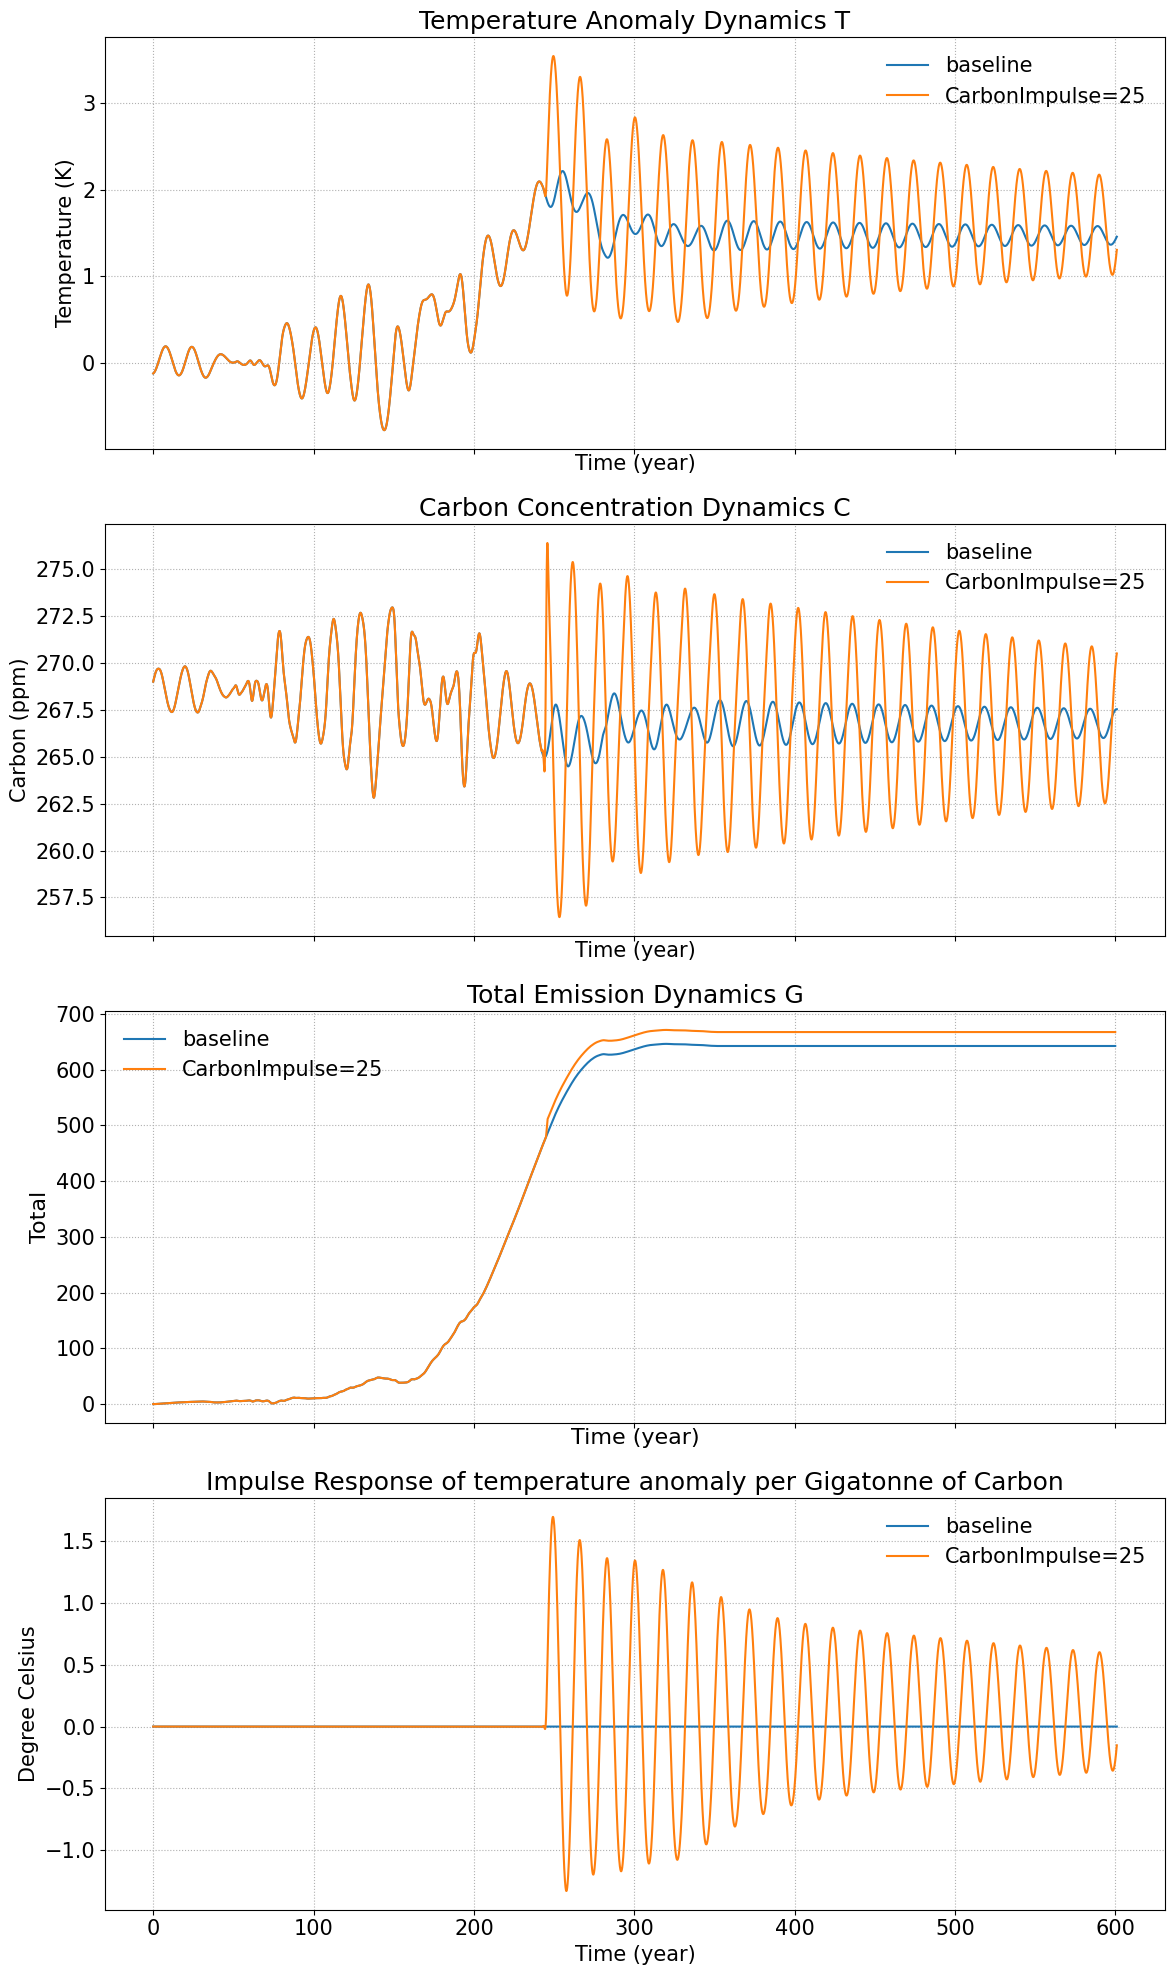 Temperature Anomaly Dynamics T
baseline
CarbonImpulse=25
Temperature (K)
3
2
1
0
Time (year)
Carbon Concentration Dynamics C
baseline
CarbonImpulse=25
Carbon (ppm)
275.0
272.5
270.0
267.5
265.0
262.5
260.0
257.5
Time (year)
Total Emission Dynamics G
baseline
CarbonImpulse=25
Total
700
600
500
400
300
200
100
0
Time (year)
Impulse Response of temperature anomaly per Gigatonne of Carbon
baseline
CarbonImpulse=25
Degree Celsius
1.5
1.0
0.5
0.0
−0.5
−1.0
0 100 200 300 400 500 600
Time (year)